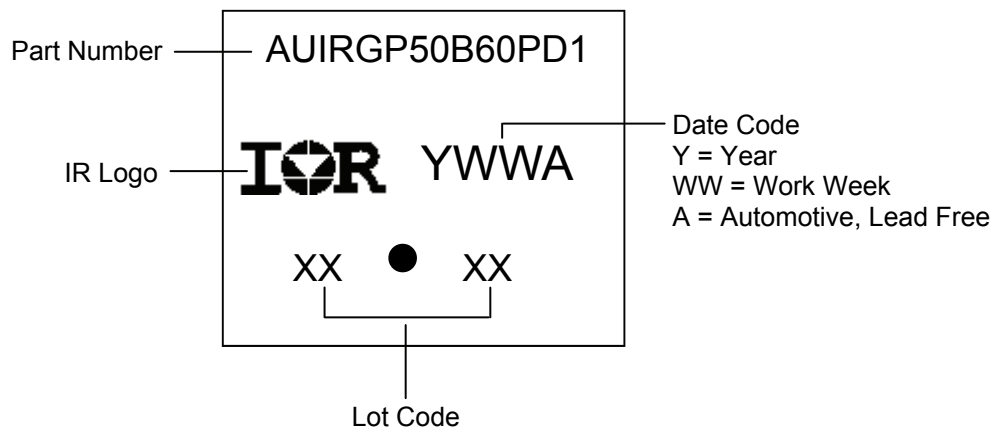 Part Number
AUIRGP50B60PD1
IR Logo
IOR
YWWA
Date Code
Y = Year
WW = Work Week
A = Automotive, Lead Free
XX
XX
Lot Code